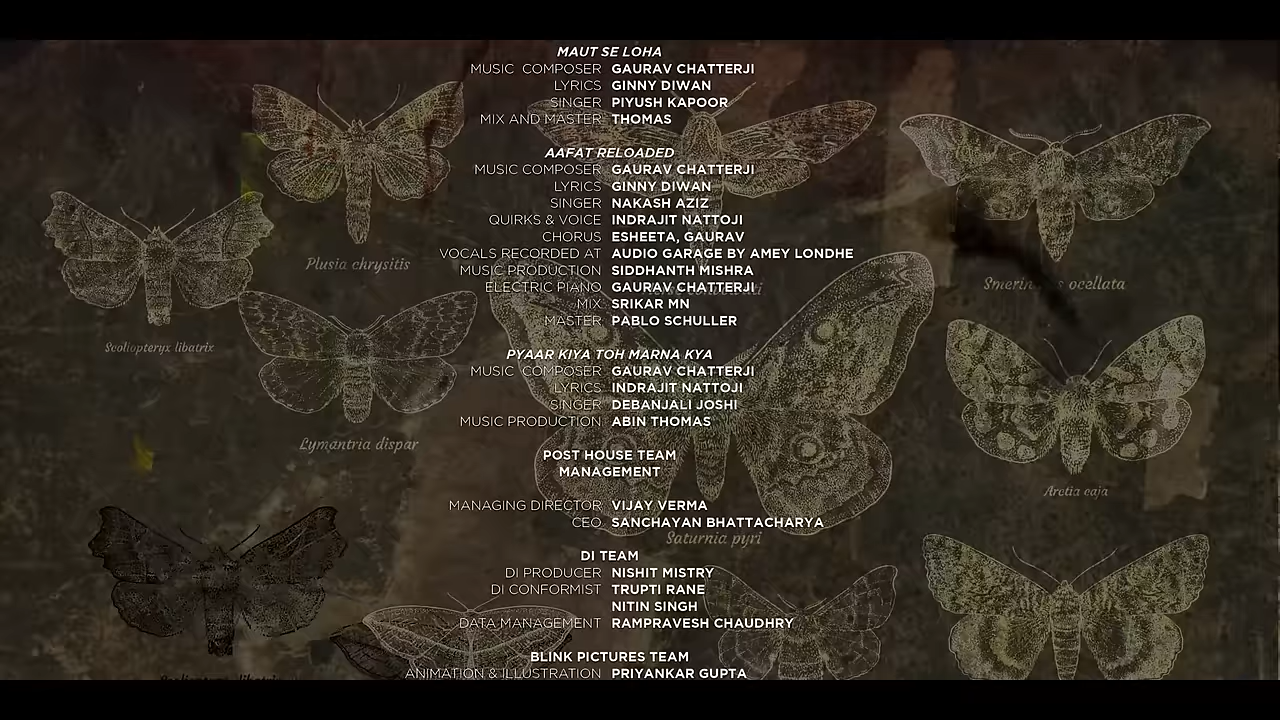 MAUT SE LOHA
MUSIC COMPOSER GAURAV CHATTERJI
LYRICS GINNY DIWAN
SINGER PIYUSH KAPOOR
MIX AND MASTER THOMAS
AAFAT RELOADED
MUSIC COMPOSER GAURAV CHATTERJI
LYRICS GINNY DIWAN
SINGER NAKASH AZIZ
QUIRKS & VOICE INDRAJIT NATTOJI
CHORUS ESHEETA, GAURAV
VOCALS RECORDED AT AUDIO GARAGE BY AMEY LONDHE
MUSIC PRODUCTION SIDDHANTH MISHRA
ELECTRIC PIANO GAURAV CHATTERJI
MIX SRIKAR MN
MASTER PABLO SCHULLER
PYAAR KIYA TOH MARNA KYA
MUSIC COMPOSER GAURAV CHATTERJI
LYRICS INDRAJIT NATTOJI
SINGER DEBANJALI JOSHI
MUSIC PRODUCTION ABIN THOMAS
POST HOUSE TEAM
MANAGEMENT
MANAGING DIRECTOR VIJAY VERMA
CEO SANCHAYAN BHATTACHARYA
DI TEAM
DI PRODUCER NISHIT MISTRY
DI CONFORMIST TRUPTI RANE
NITIN SINGH
DATA MANAGEMENT RAMPRAVESH CHAUDHRY
BLINK PICTURES TEAM
ANIMATION & ILLUSTRATION PRIYANKAR GUPTA
Plusia chrysitis
Scoliopteryx libatrix
Lymantria dispar
ocellata
Arctia caja
Saturnia pyri